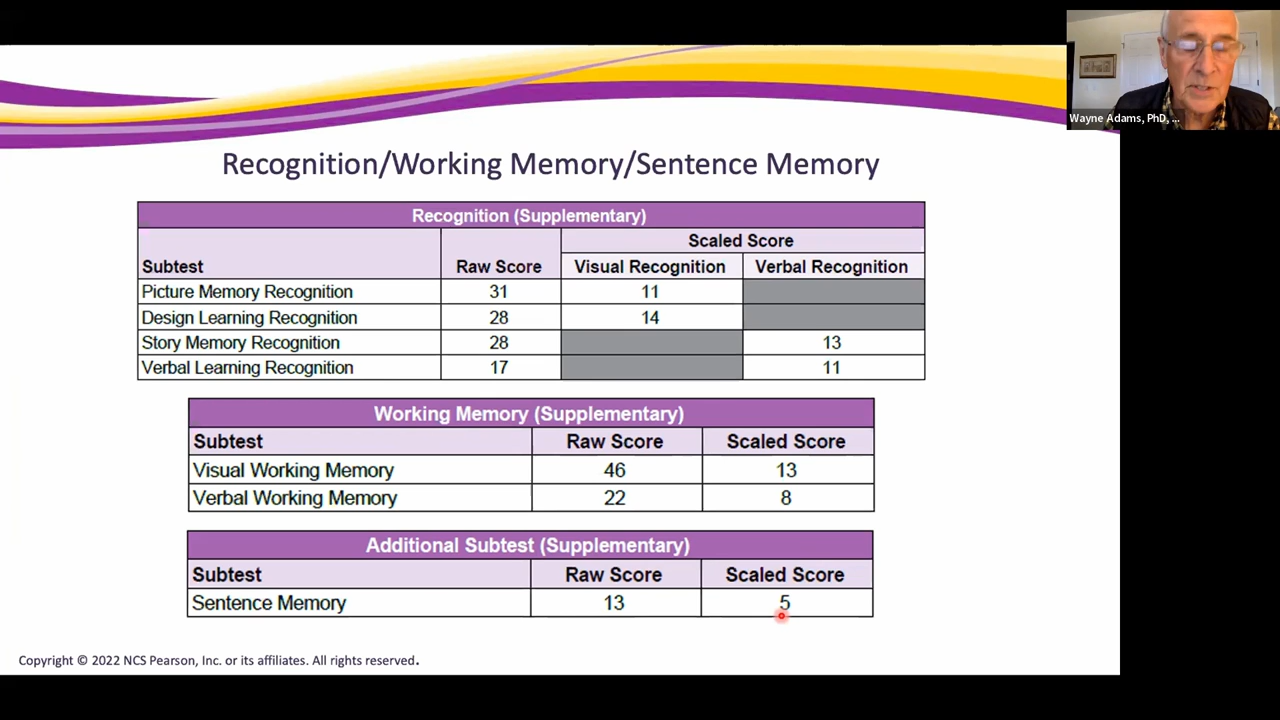 Wayne Adams, PhD, ...
Recognition/Working Memory/Sentence Memory
Recognition (Supplementary)
Scaled Score
Subtest Raw Score Visual Recognition Verbal Recognition
Picture Memory Recognition 31 11
Design Learning Recognition 28 14
Story Memory Recognition 28 13
Verbal Learning Recognition 17 11
Working Memory (Supplementary)
Subtest Raw Score Scaled Score
Visual Working Memory 46 13
Verbal Working Memory 22 8
Additional Subtest (Supplementary)
Subtest Raw Score Scaled Score
Sentence Memory 13 5
Copyright © 2022 NCS Pearson, Inc. or its affiliates. All rights reserved.